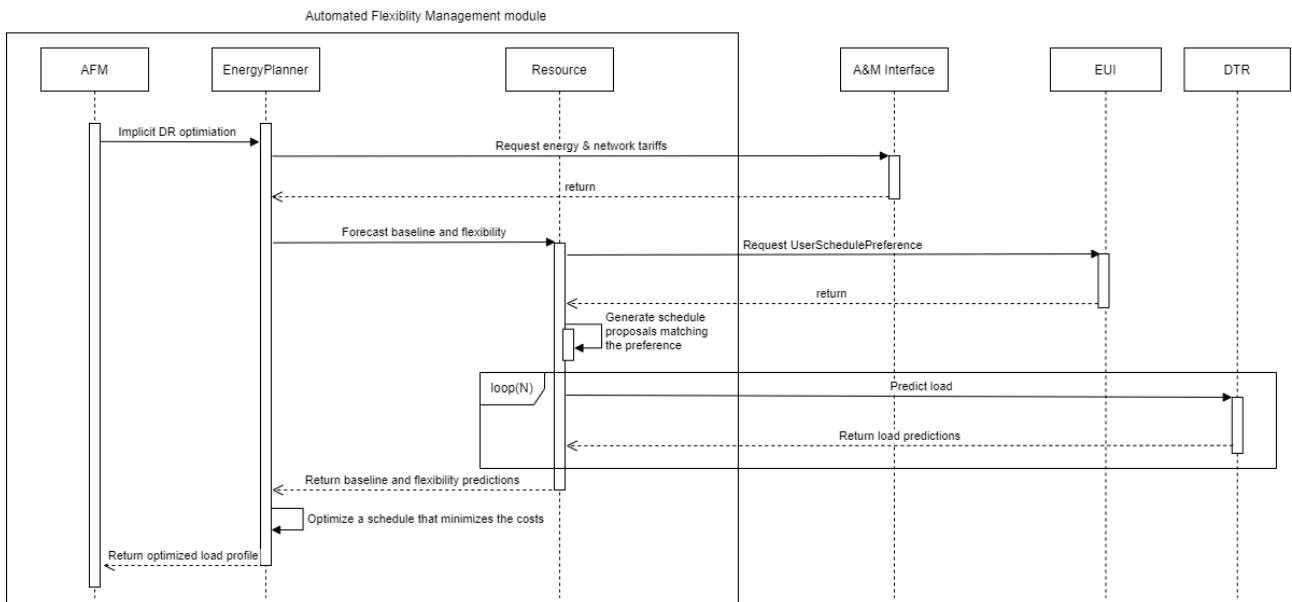 Automated Flexiblity Management module
AFM
EnergyPlanner
Resource
A&M Interface
EUI
DTR
Implicit DR optimiation
Request energy & network tariffs
return
Forecast baseline and flexibility
Request UserSchedulePreference
return
Generate schedule
proposals matching
the preference
loop(N)
Predict load
Return load predictions
Return baseline and flexibility predictions
Optimize a schedule that minimizes the costs
Return optimized load profile